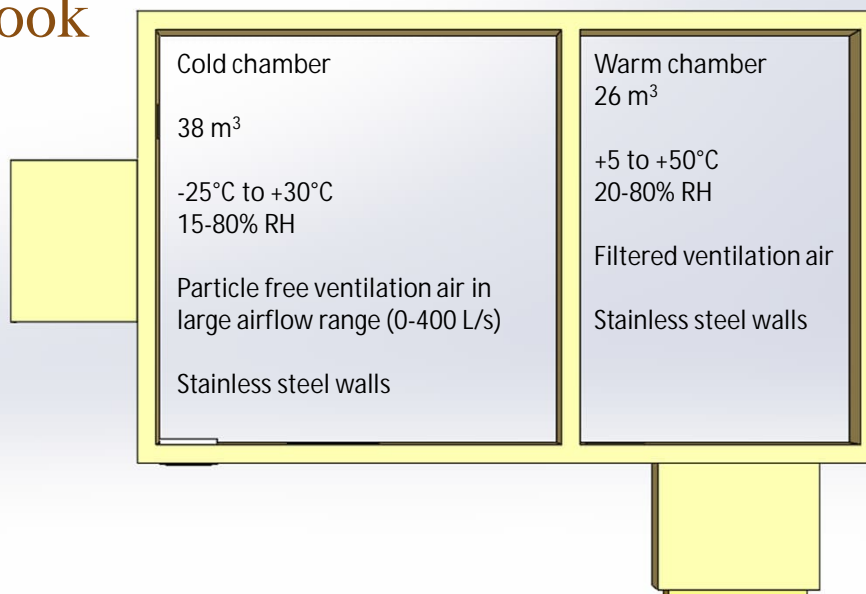 ook
Cold chamber
38 m³
-25°C to +30°C
15-80% RH
Particle free ventilation air in
large airflow range (0-400 L/s)
Stainless steel walls
Warm chamber
26 m³
+5 to +50°C
20-80% RH
Filtered ventilation air
Stainless steel walls